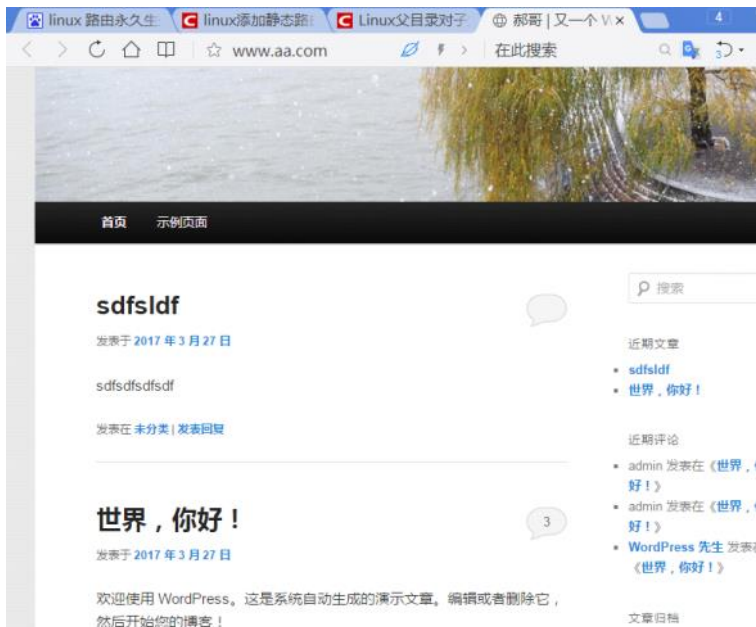 linux 路由永久生
linux添加静态路
Linux父目录对子
郝哥 | 又一个 W
4
www.aa.com
在此搜索
3
首页 示例页面
搜索
sdfsldf
发表于 2017 年 3 月 27 日
sdfsdfsdfsdf
发表在 未分类 | 发表回复
世界，你好！
3
发表于 2017 年 3 月 27 日
欢迎使用 WordPress。这是系统自动生成的演示文章。编辑或者删除它，
然后开始您的博客！
近期文章
sdfsldf
世界，你好！
近期评论
admin 发表在《世界，
好！》
admin 发表在《世界，
好！》
WordPress 先生 发表
《世界，你好！》
文章归档